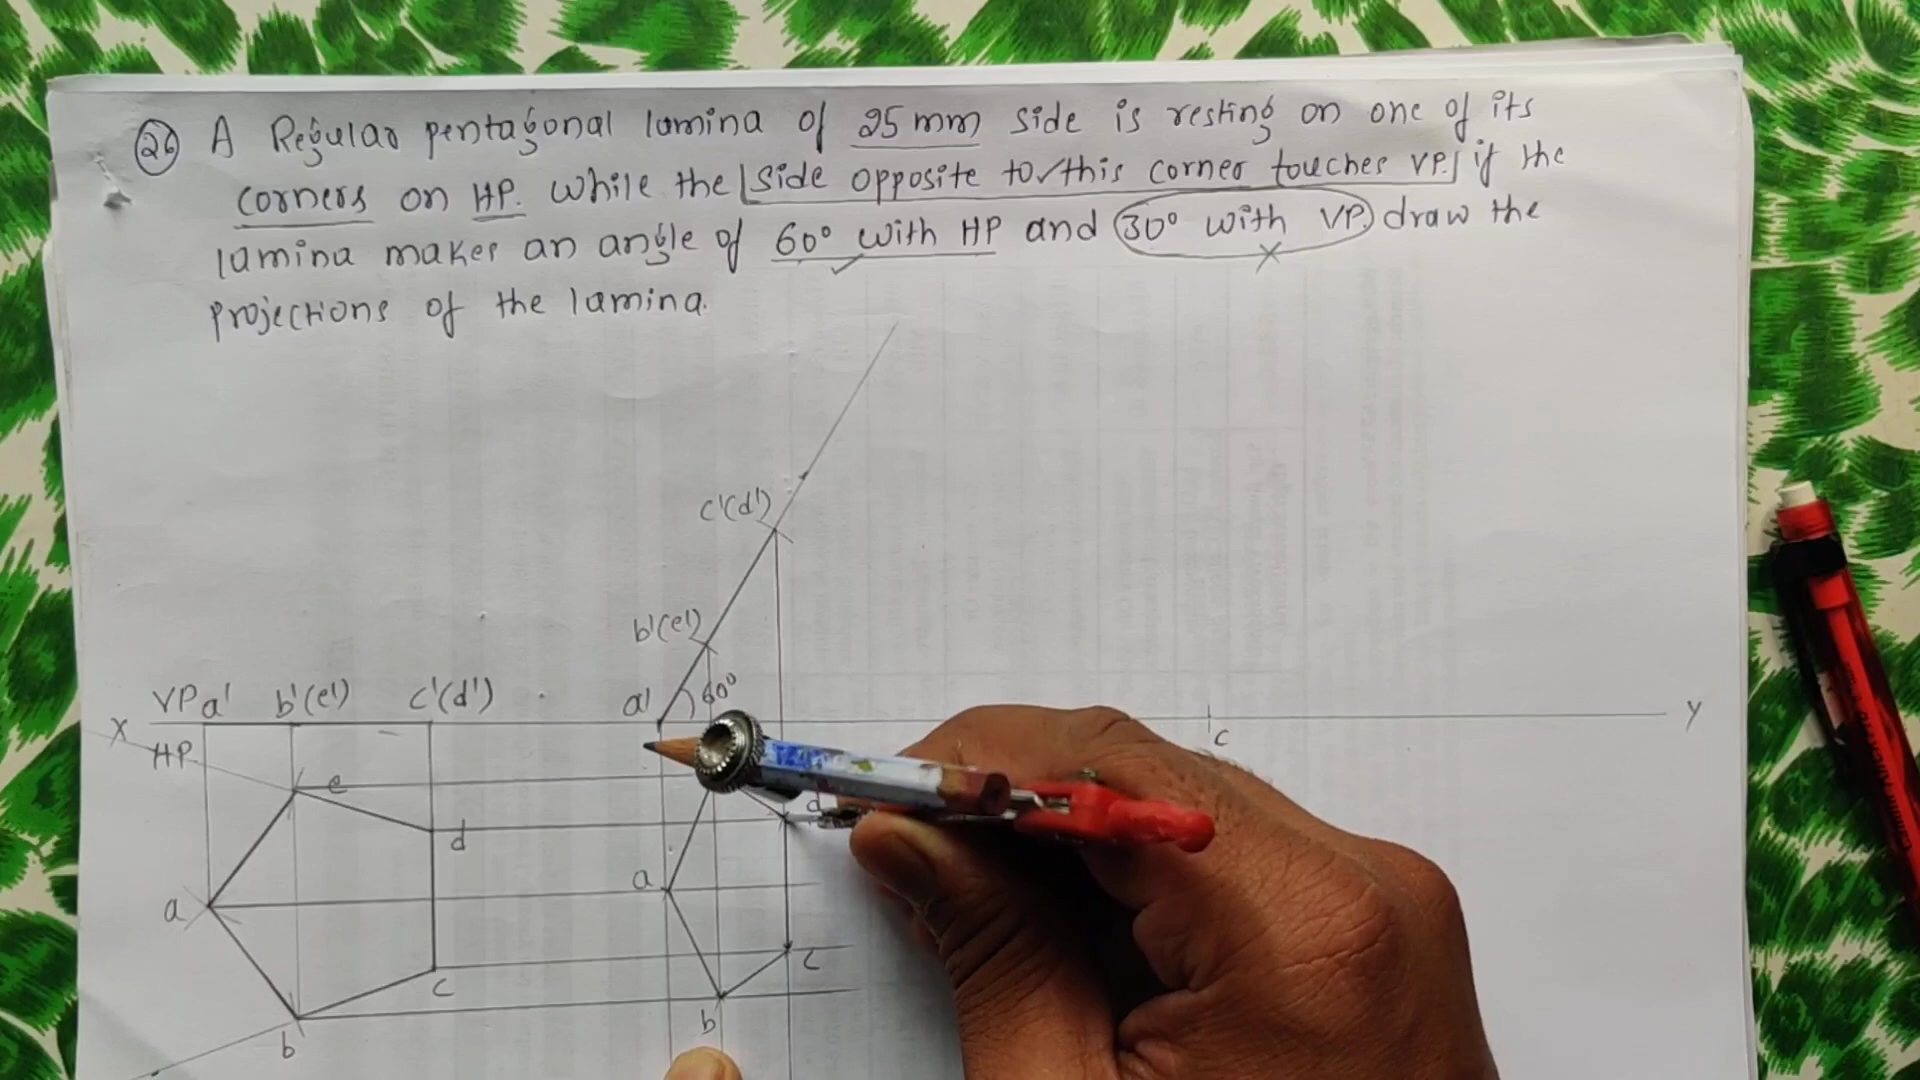 26 A Regular pentagonal lamina of 25 mm side is resting on one of its
corners on HP. while the side opposite to this corner touches VP. if the
lamina makes an angle of 60° with HP and 30° with VP. draw the
projections of the lamina.
c'(d')
b'(e')
a' 60°
VP a' b'(e') c'(d')
X Y
HP
c
e
d
d
a
a
c
c
b
b